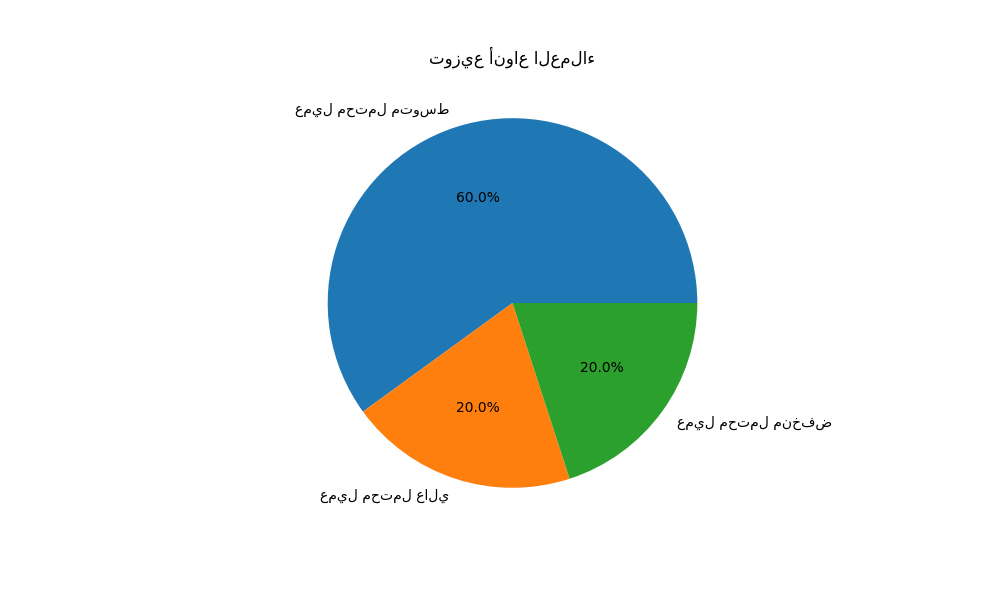 توزيع أنواع العملاء
عميل محتمل متوسط
60.0%
20.0%
20.0%
عميل محتمل منخفض
عميل محتمل عالي